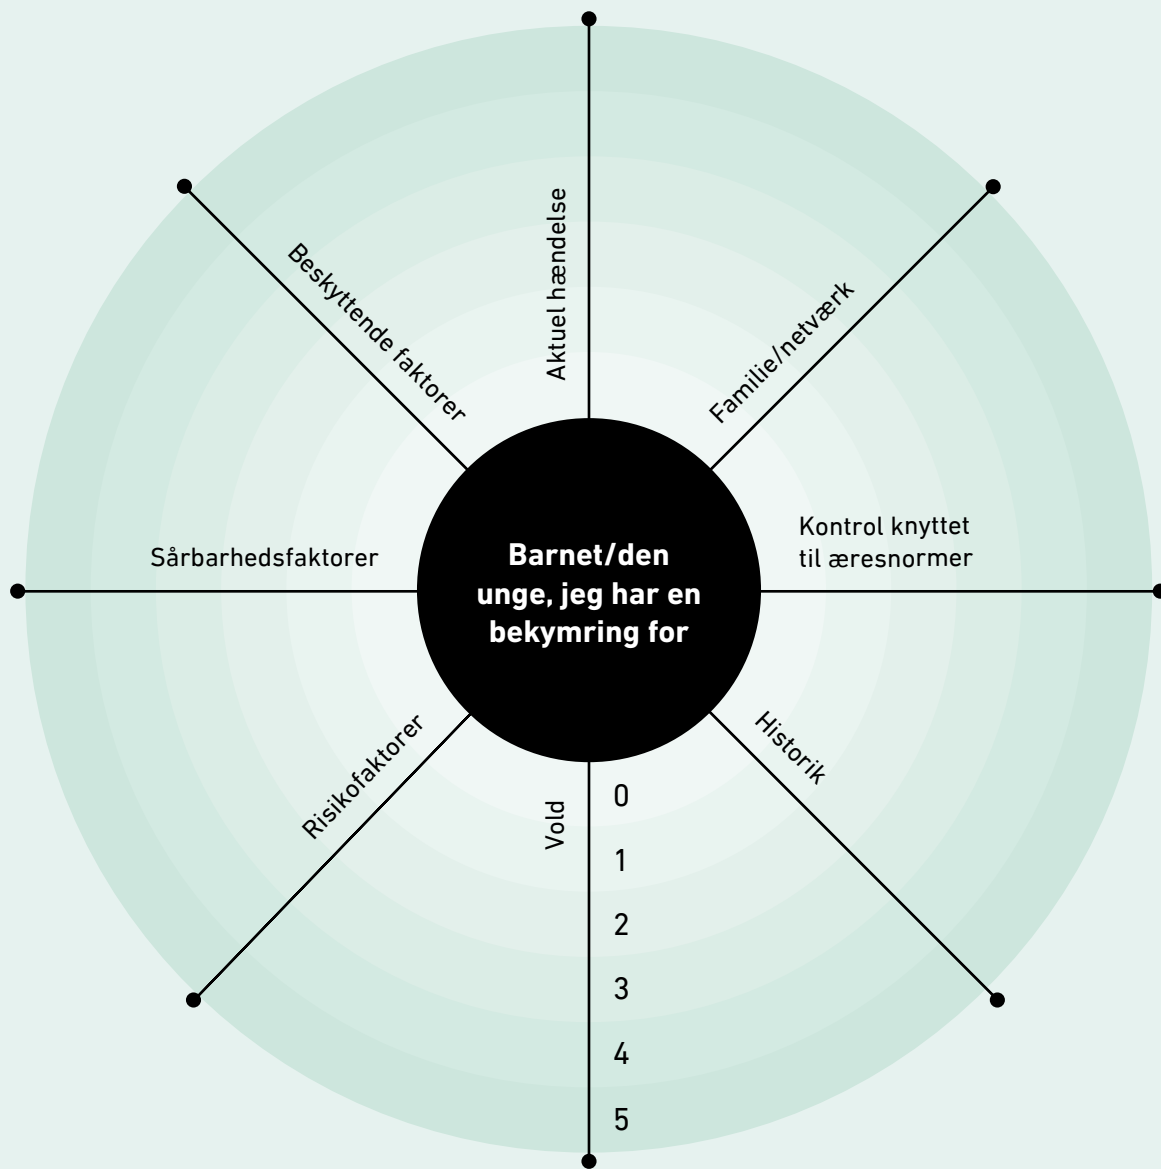 Aktuel hændelse
Familie/netværk
Kontrol knyttet
til æresnormer
Historik
Vold
0
1
2
3
4
5
Risikofaktorer
Sårbarhedsfaktorer
Beskyttende faktorer
Barnet/den
unge, jeg har en
bekymring for